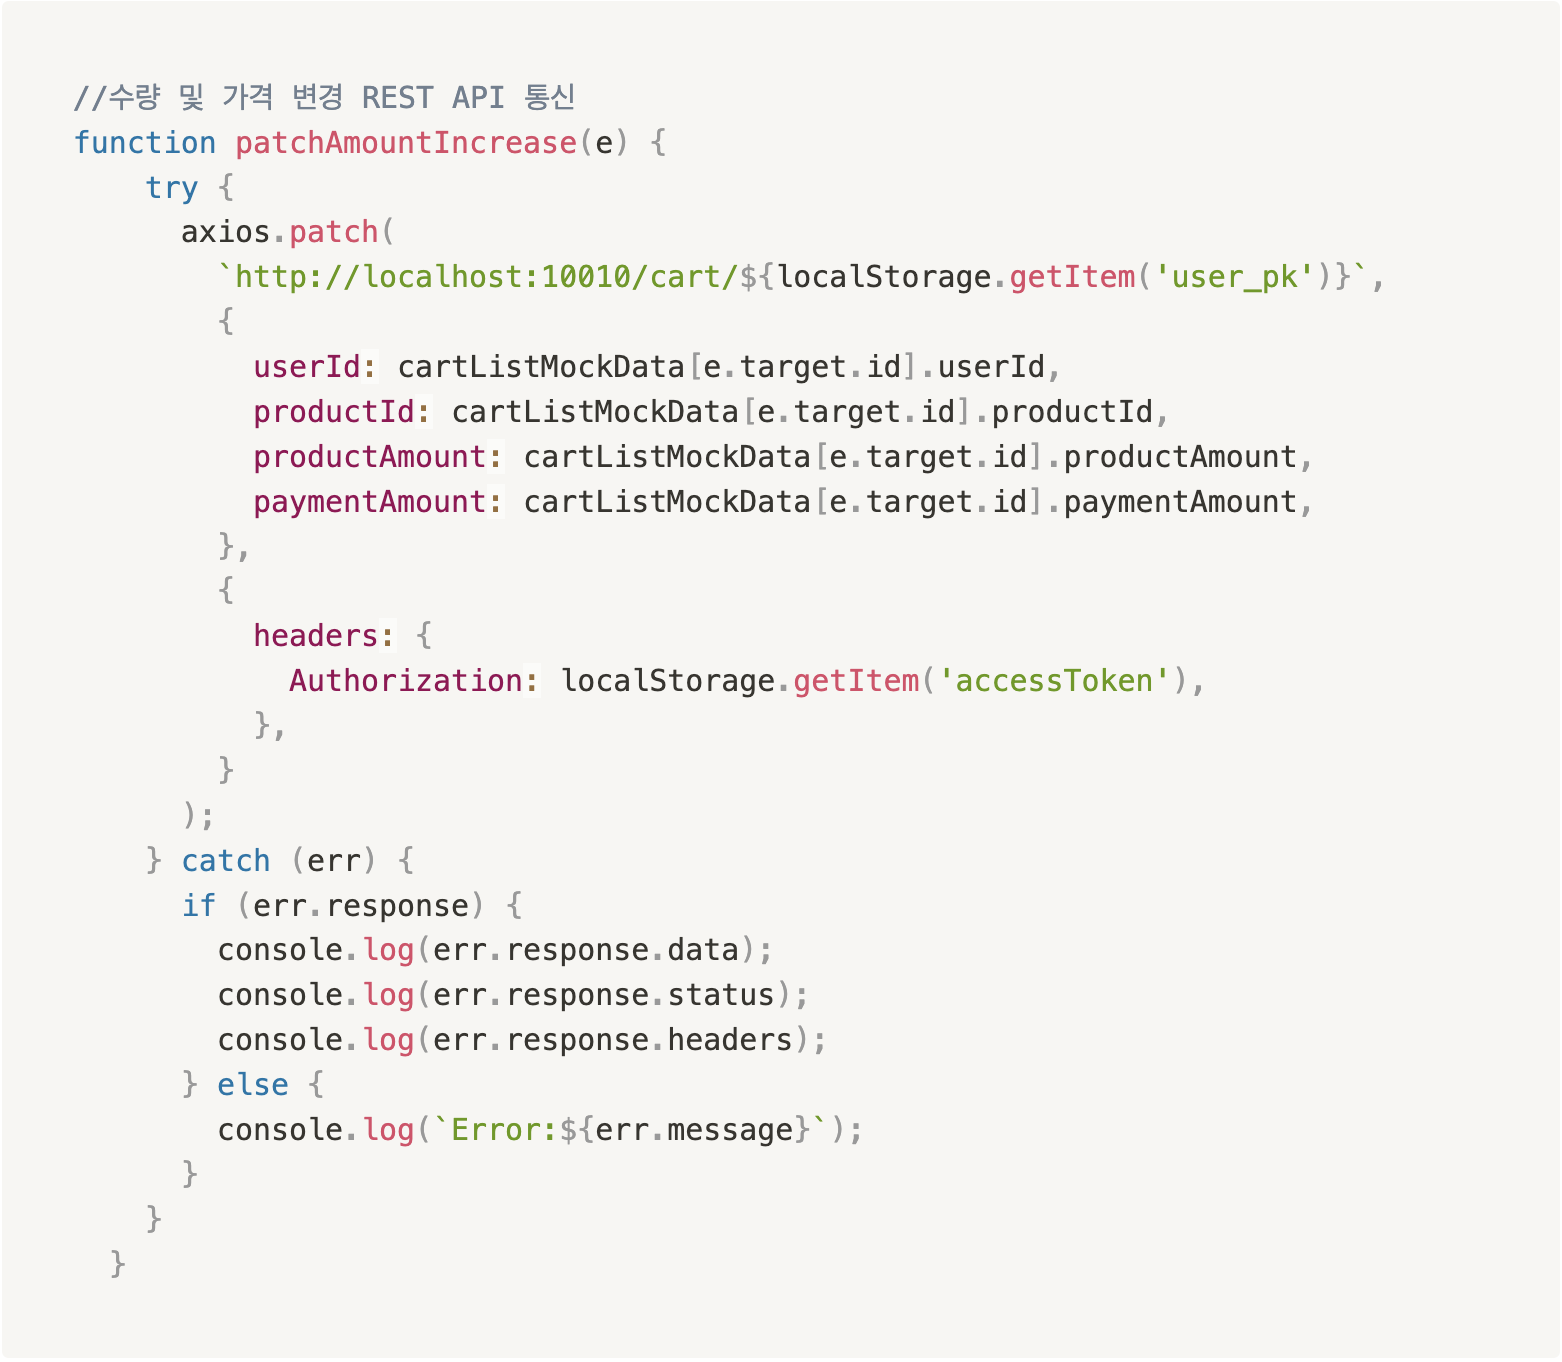 //수량 및 가격 변경 REST API 통신
function patchAmountIncrease(e) {
    try {
      axios.patch(
        `http://localhost:10010/cart/${localStorage.getItem('user_pk')}`,
        {
          userId: cartListMockData[e.target.id].userId,
          productId: cartListMockData[e.target.id].productId,
          productAmount: cartListMockData[e.target.id].productAmount,
          paymentAmount: cartListMockData[e.target.id].paymentAmount,
        },
        {
          headers: {
            Authorization: localStorage.getItem('accessToken'),
          },
        }
      );
    } catch (err) {
      if (err.response) {
        console.log(err.response.data);
        console.log(err.response.status);
        console.log(err.response.headers);
      } else {
        console.log(`Error:${err.message}`);
      }
    }
  }